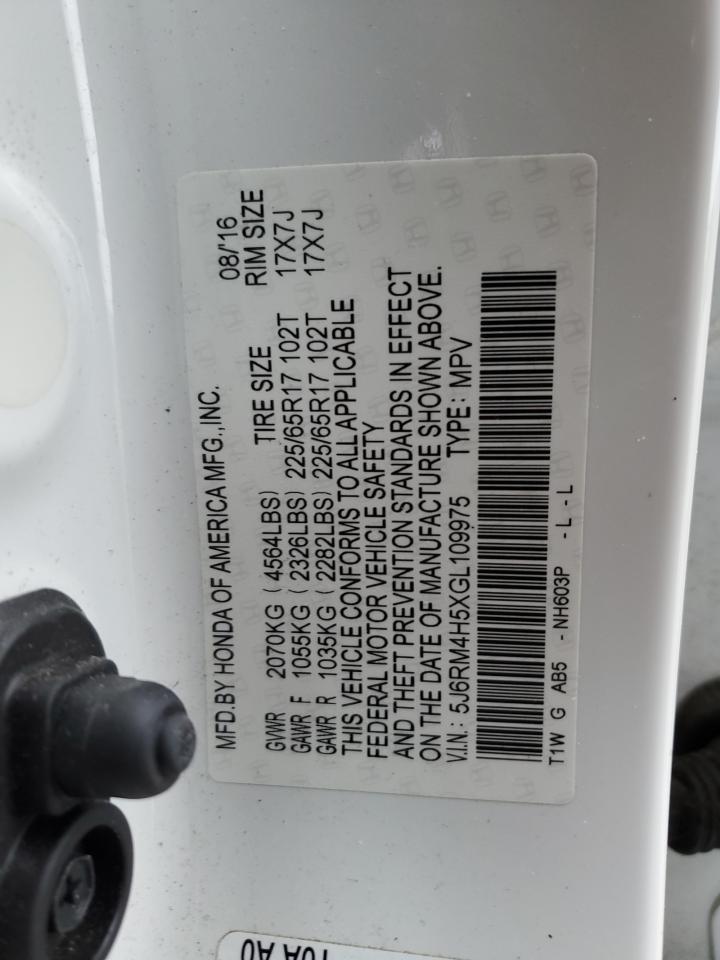 MFD.BY HONDA OF AMERICA MFG.,INC. 08/'16
TIRE SIZE RIM SIZE
GVWR 2070KG ( 4564LBS)
GAWR F 1055KG ( 2326LBS) 225/65R17 102T 17X7J
GAWR R 1035KG ( 2282LBS) 225/65R17 102T 17X7J
THIS VEHICLE CONFORMS TO ALL APPLICABLE
FEDERAL MOTOR VEHICLE SAFETY
AND THEFT PREVENTION STANDARDS IN EFFECT
ON THE DATE OF MANUFACTURE SHOWN ABOVE.
V.I.N.: 5J6RM4H5XGL109975 TYPE: MPV
T1W G AB5 - NH603P - L - L